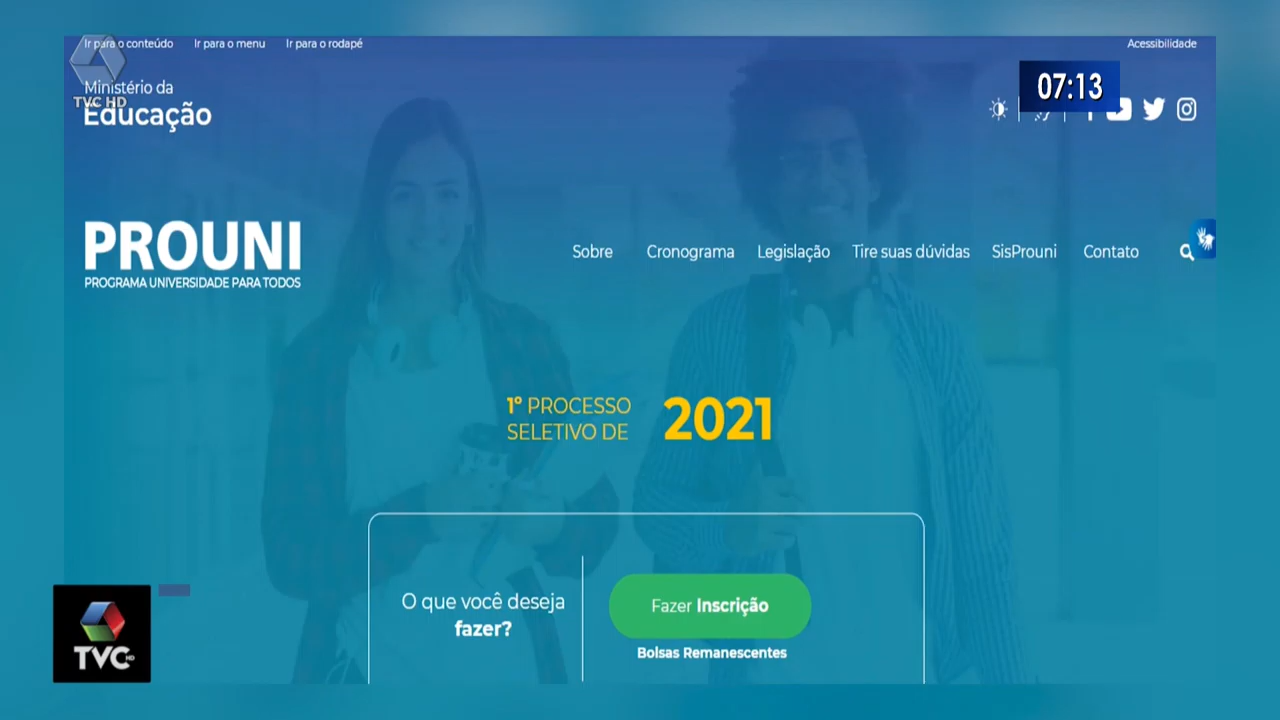 Ir para o conteúdo Ir para o menu Ir para o rodapé Acessibilidade
Ministério da
Educação
TVC HD
07:13
PROUNI
PROGRAMA UNIVERSIDADE PARA TODOS
Sobre Cronograma Legislação Tire suas dúvidas SisProuni Contato
1º PROCESSO
SELETIVO DE
2021
O que você deseja
fazer?
Fazer Inscrição
Bolsas Remanescentes
TVC HD